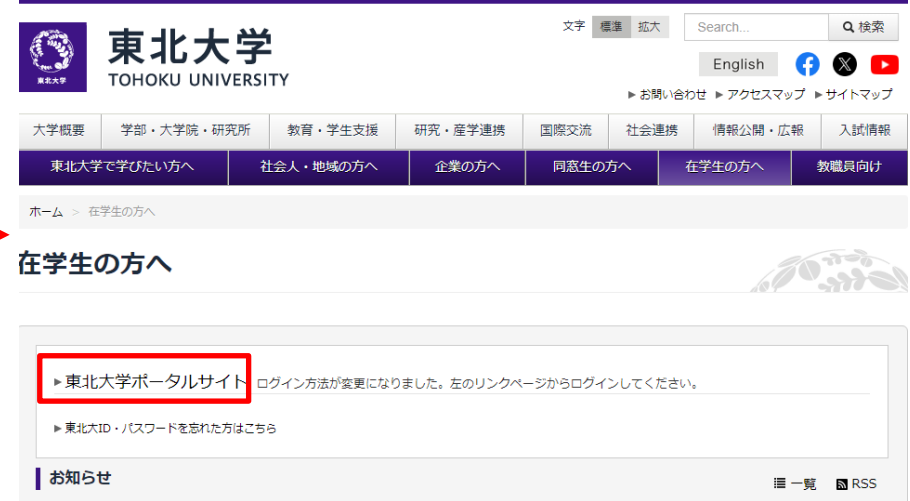 文字 標準 拡大 Search... 検索
東北大学
東北大学
TOHOKU UNIVERSITY
English
▶お問い合わせ ▶アクセスマップ ▶サイトマップ
大学概要 学部・大学院・研究所 教育・学生支援 研究・産学連携 国際交流 社会連携 情報公開・広報 入試情報
東北大学で学びたい方へ 社会人・地域の方へ 企業の方へ 同窓生の方へ 在学生の方へ 教職員向け
ホーム > 在学生の方へ
在学生の方へ
▶東北大学ポータルサイト ログイン方法が変更になりました。左のリンクページからログインしてください。
▶東北大ID・パスワードを忘れた方はこちら
お知らせ 一覧 RSS